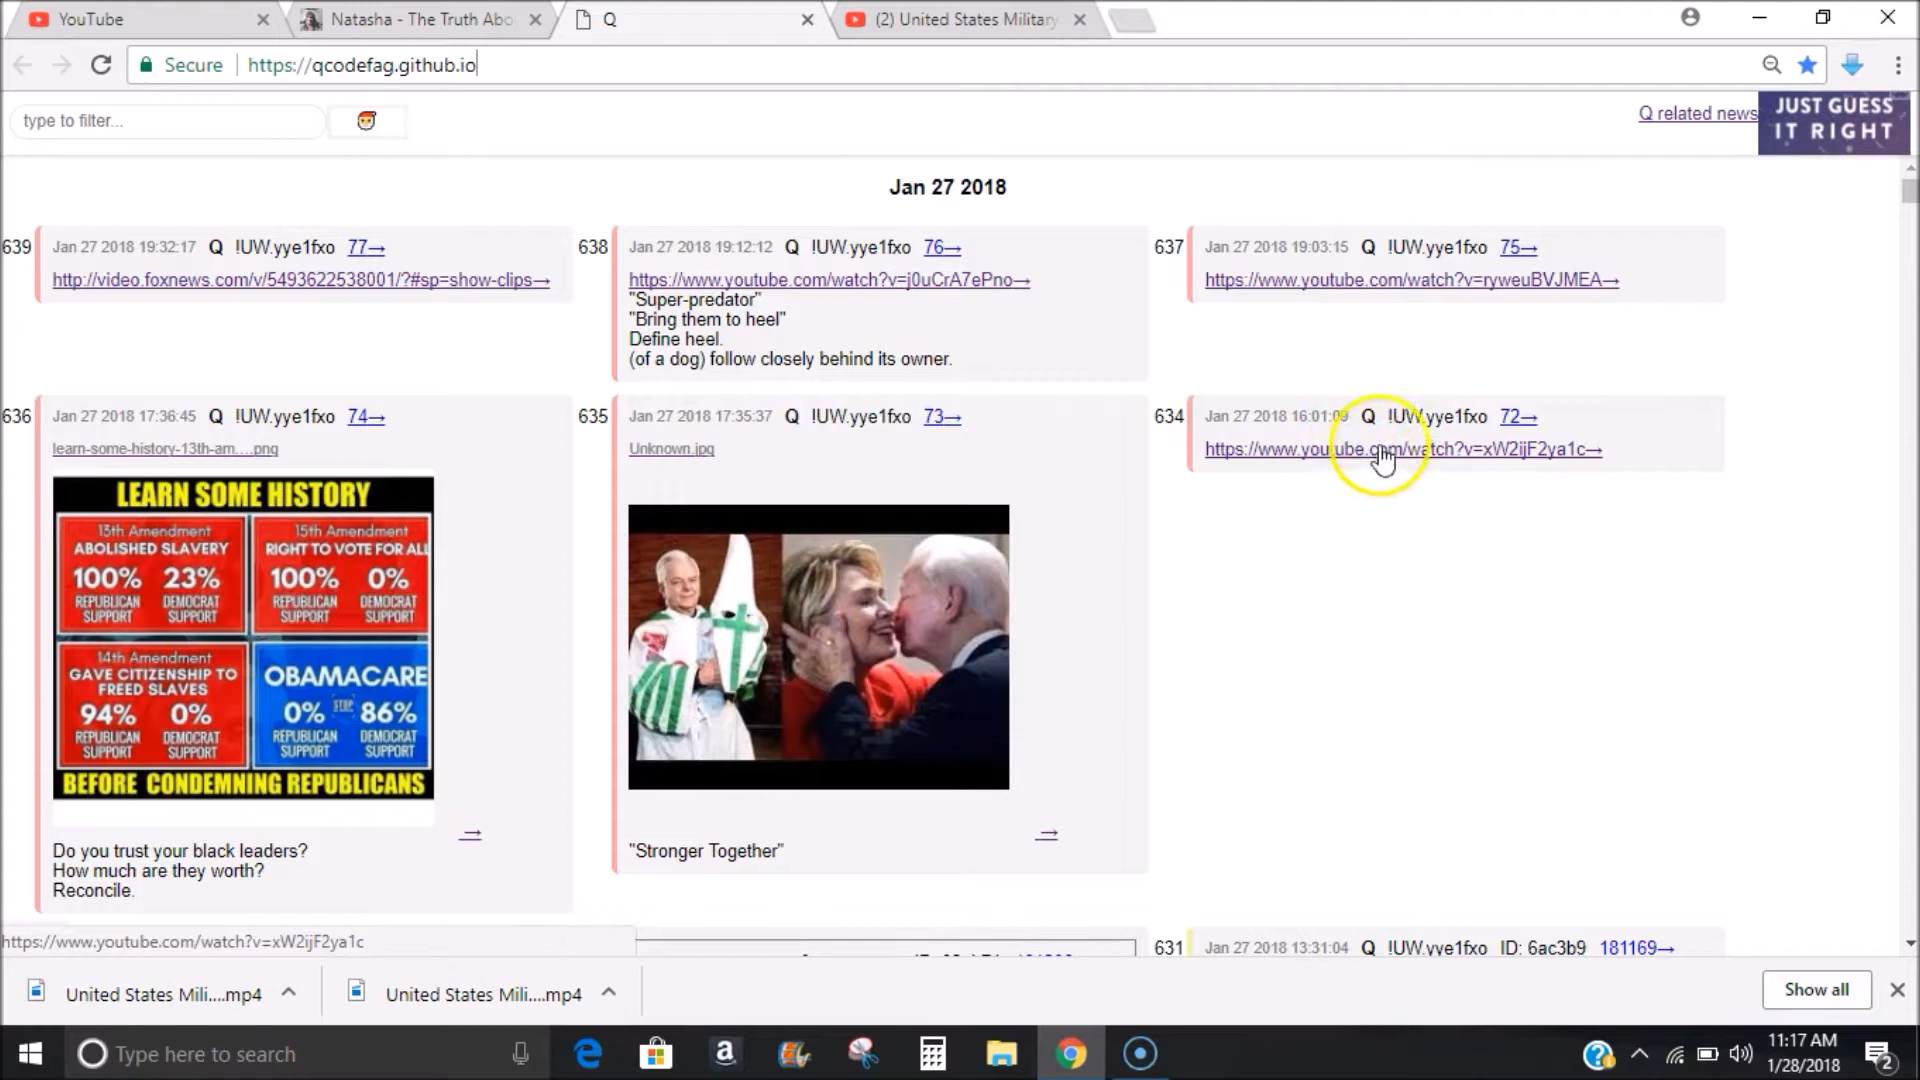 YouTube
Natasha - The Truth Abo
Q
(2) United States Military
Secure
https://qcodefag.github.io
type to filter...
Q related news
JUST GUESS
IT RIGHT
Jan 27 2018
639
Jan 27 2018 19:32:17 Q !UW.yye1fxo 77→
http://video.foxnews.com/v/5493622538001/?#sp=show-clips→
638
Jan 27 2018 19:12:12 Q !UW.yye1fxo 76→
https://www.youtube.com/watch?v=j0uCrA7ePno→
"Super-predator"
"Bring them to heel"
Define heel.
(of a dog) follow closely behind its owner.
637
Jan 27 2018 19:03:15 Q !UW.yye1fxo 75→
https://www.youtube.com/watch?v=ryweuBVJMEA→
636
Jan 27 2018 17:36:45 Q !UW.yye1fxo 74→
learn-some-history-13th-am....png
LEARN SOME HISTORY
13th Amendment
ABOLISHED SLAVERY
100% 23%
REPUBLICAN DEMOCRAT
SUPPORT SUPPORT
15th Amendment
RIGHT TO VOTE FOR ALL
100% 0%
REPUBLICAN DEMOCRAT
SUPPORT SUPPORT
14th Amendment
GAVE CITIZENSHIP TO
FREED SLAVES
94% 0%
REPUBLICAN DEMOCRAT
SUPPORT SUPPORT
OBAMACARE
0% STOP 86%
REPUBLICAN DEMOCRAT
SUPPORT SUPPORT
BEFORE CONDEMNING REPUBLICANS
→
Do you trust your black leaders?
How much are they worth?
Reconcile.
635
Jan 27 2018 17:35:37 Q !UW.yye1fxo 73→
Unknown.jpg
→
"Stronger Together"
634
Jan 27 2018 16:01:09 Q !UW.yye1fxo 72→
https://www.youtube.com/watch?v=xW2ijF2ya1c→
631
Jan 27 2018 13:31:04 Q !UW.yye1fxo ID: 6ac3b9 181169→
https://www.youtube.com/watch?v=xW2ijF2ya1c
United States Mili....mp4
United States Mili....mp4
Show all
Type here to search
11:17 AM
1/28/2018
2